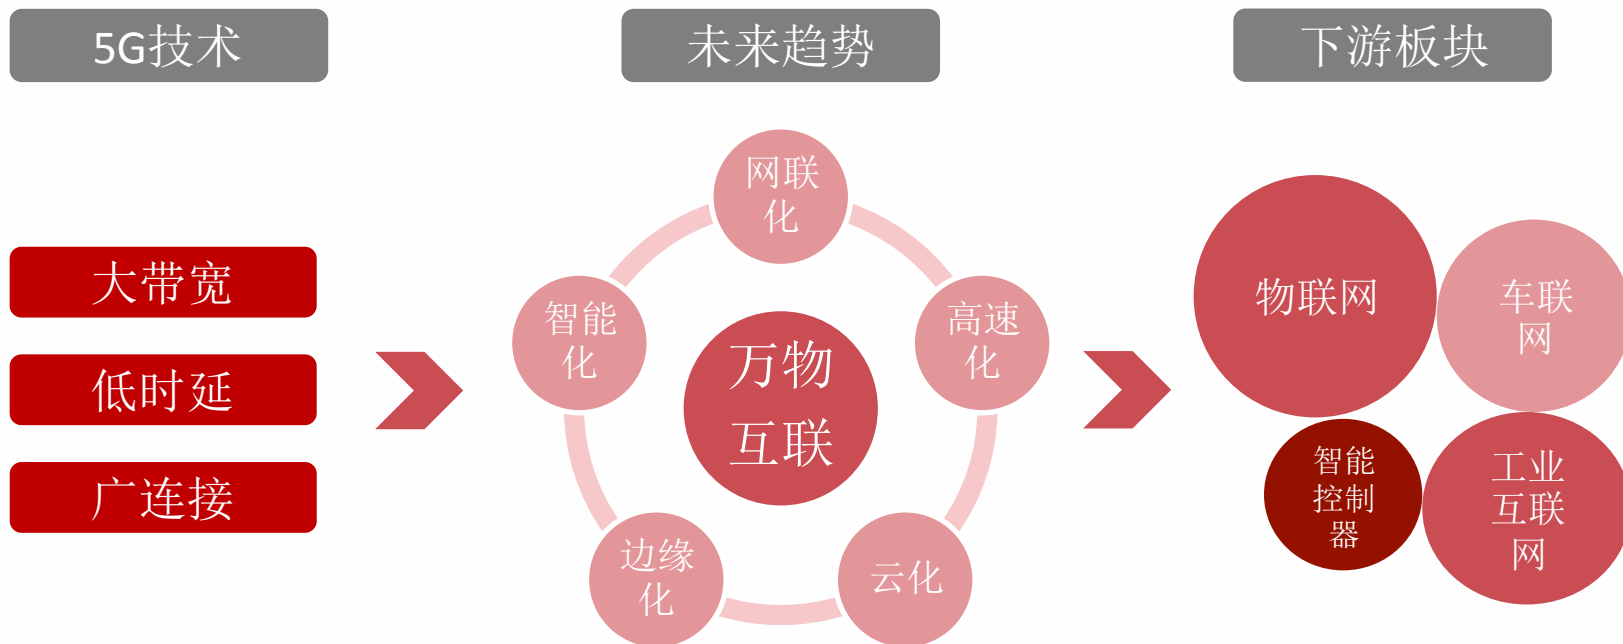 5G技术
未来趋势
下游板块
大带宽
低时延
广连接
网联
化
智能
化
高速
化
万物
互联
边缘
化
云化
物联网
车联
网
智能
控制
器
工业
互联
网